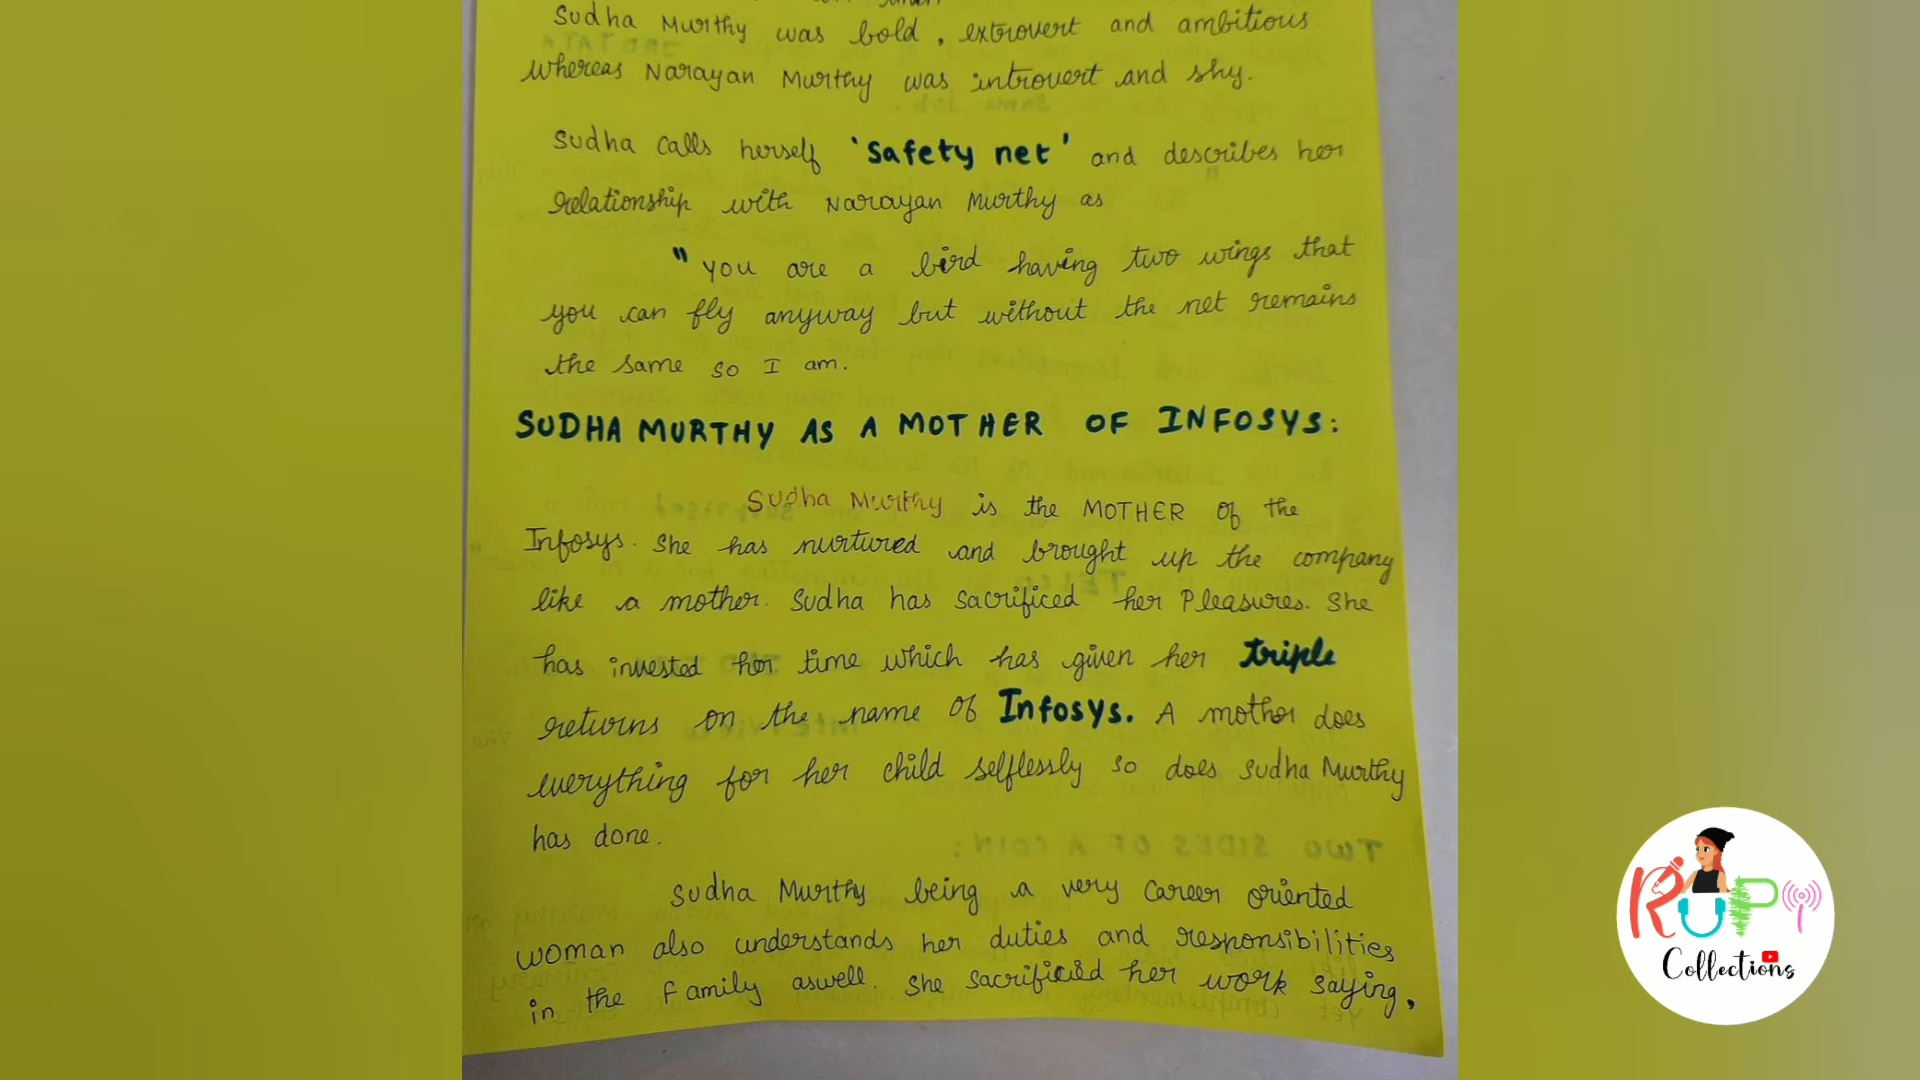 Sudha Murthy was bold, extrovert and ambitious
whereas Narayan Murthy was introvert and shy.
Sudha calls herself 'safety net' and describes her
relationship with Narayan Murthy as
"you are a bird having two wings that
you can fly anyway but without the net remains
the same so I am.
SUDHA MURTHY AS A MOTHER OF INFOSYS:
Sudha Murthy is the MOTHER of the
Infosys. She has nurtured and brought up the company
like a mother. Sudha has sacrificed her Pleasures. She
has invested her time which has given her triple
returns on the name of Infosys. A mother does
everything for her child selflessly so does Sudha Murthy
has done.
Sudha Murthy being a very career oriented
woman also understands her duties and responsibilities
in the family aswell. She sacrificied her work saying,
RUPY
Collections